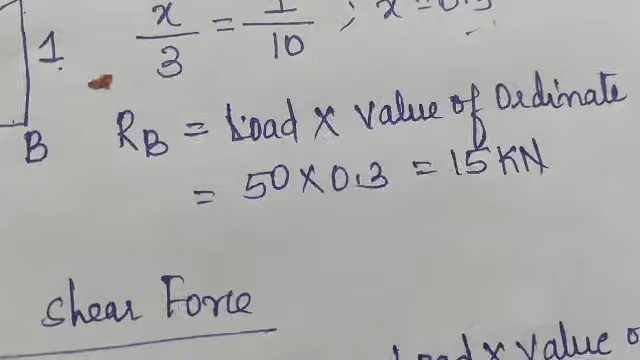 x/3 = 1/10 ; x = 0.3
1
B
RB = Load X Value of Ordinate
= 50 X 0.3 = 15 KN
Shear Force
Load X Value of